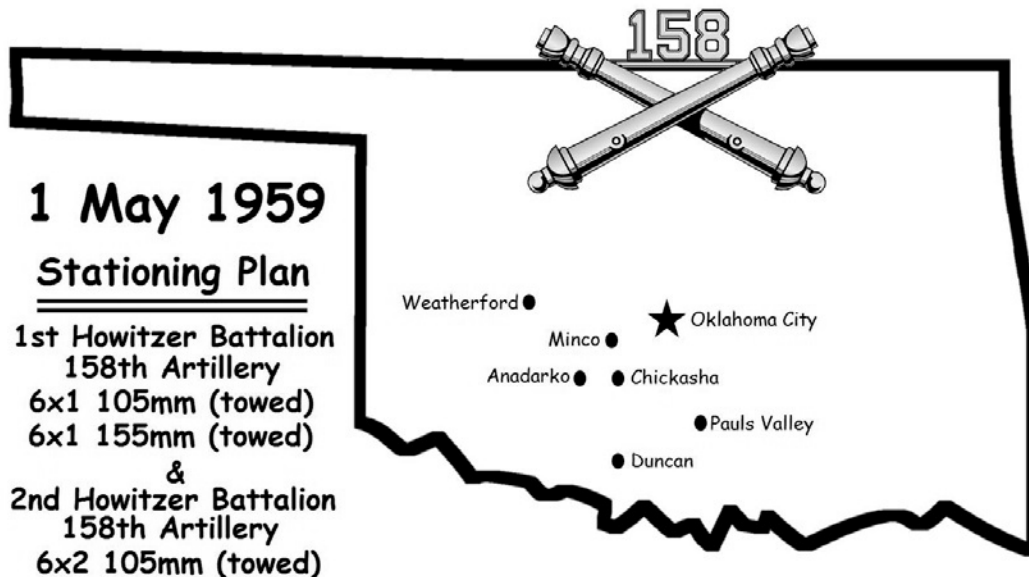 158
1 May 1959
Stationing Plan
1st Howitzer Battalion
158th Artillery
6x1 105mm (towed)
6x1 155mm (towed)
&
2nd Howitzer Battalion
158th Artillery
6x2 105mm (towed)
Weatherford
Oklahoma City
Minco
Anadarko
Chickasha
Pauls Valley
Duncan